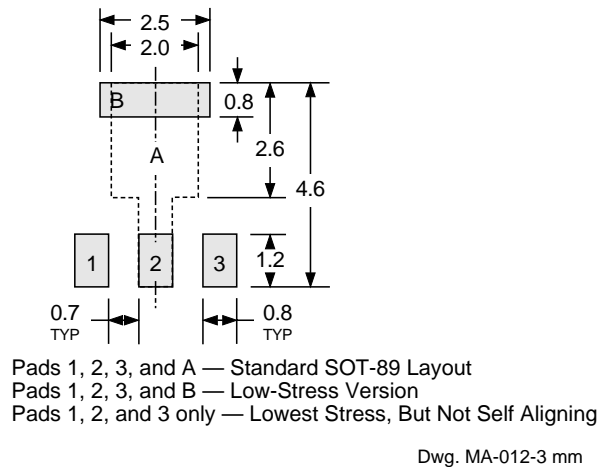 2.5
2.0
B
0.8
A
2.6
4.6
1
2
3
1.2
0.7
TYP
0.8
TYP
Pads 1, 2, 3, and A — Standard SOT-89 Layout
Pads 1, 2, 3, and B — Low-Stress Version
Pads 1, 2, and 3 only — Lowest Stress, But Not Self Aligning
Dwg. MA-012-3 mm